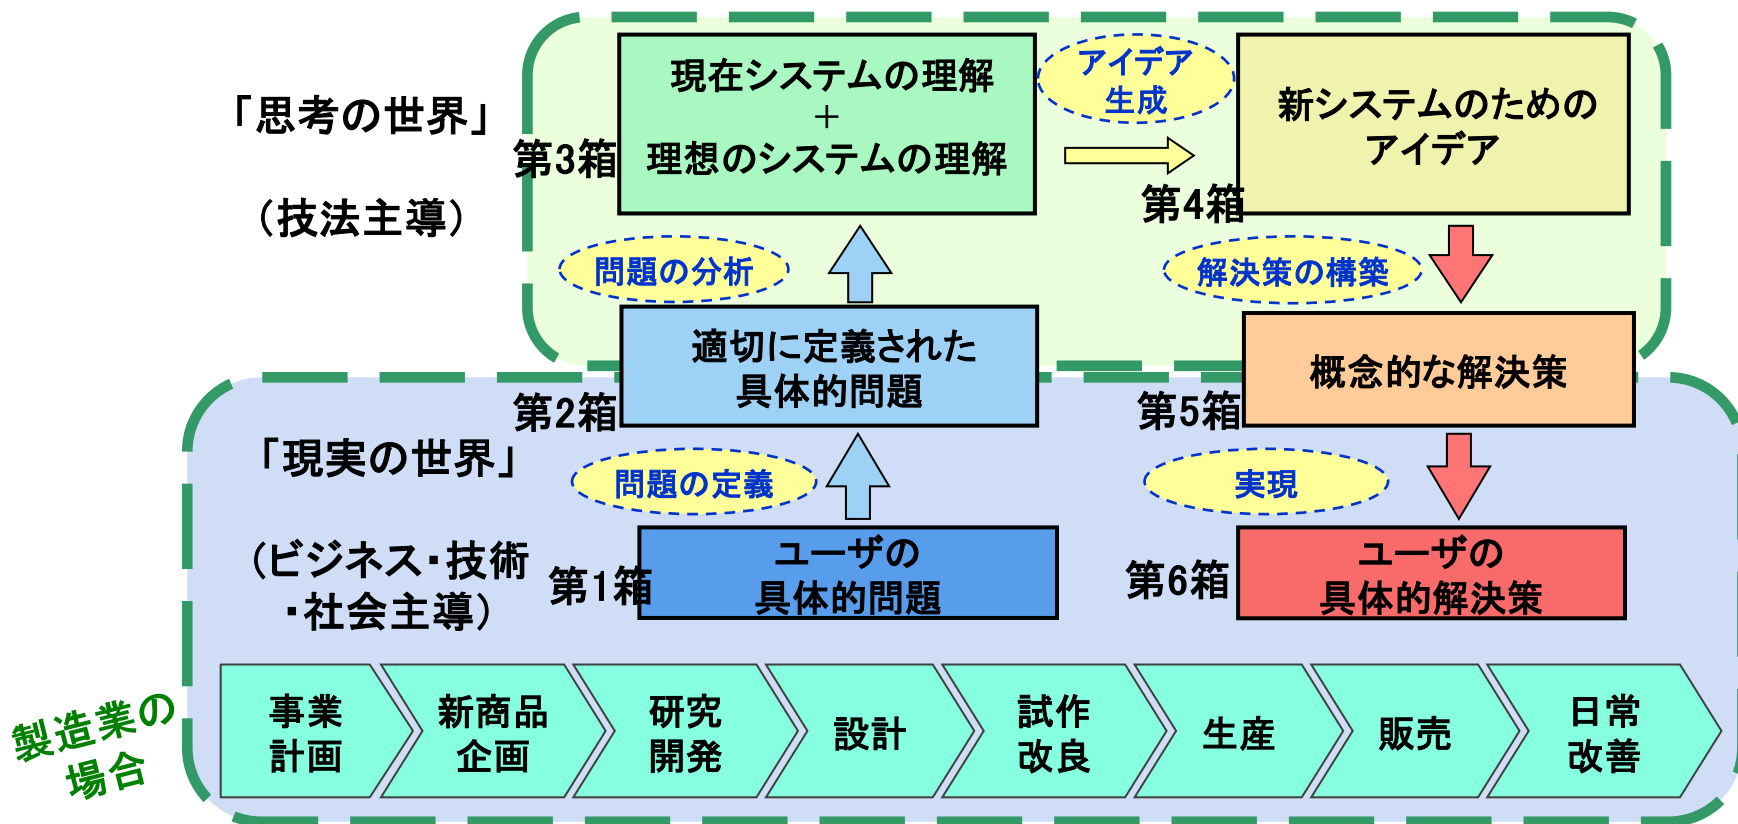 現在システムの理解
+
理想のシステムの理解
アイデア
生成
新システムのための
アイデア
「思考の世界」
(技法主導)
第3箱
第4箱
問題の分析
解決策の構築
適切に定義された
具体的問題
概念的な解決策
第2箱
第5箱
「現実の世界」
(ビジネス・技術
・社会主導)
問題の定義
実現
ユーザの
具体的問題
第1箱
ユーザの
具体的解決策
第6箱
製造業の
場合
事業
計画
新商品
企画
研究
開発
設計
試作
改良
生産
販売
日常
改善